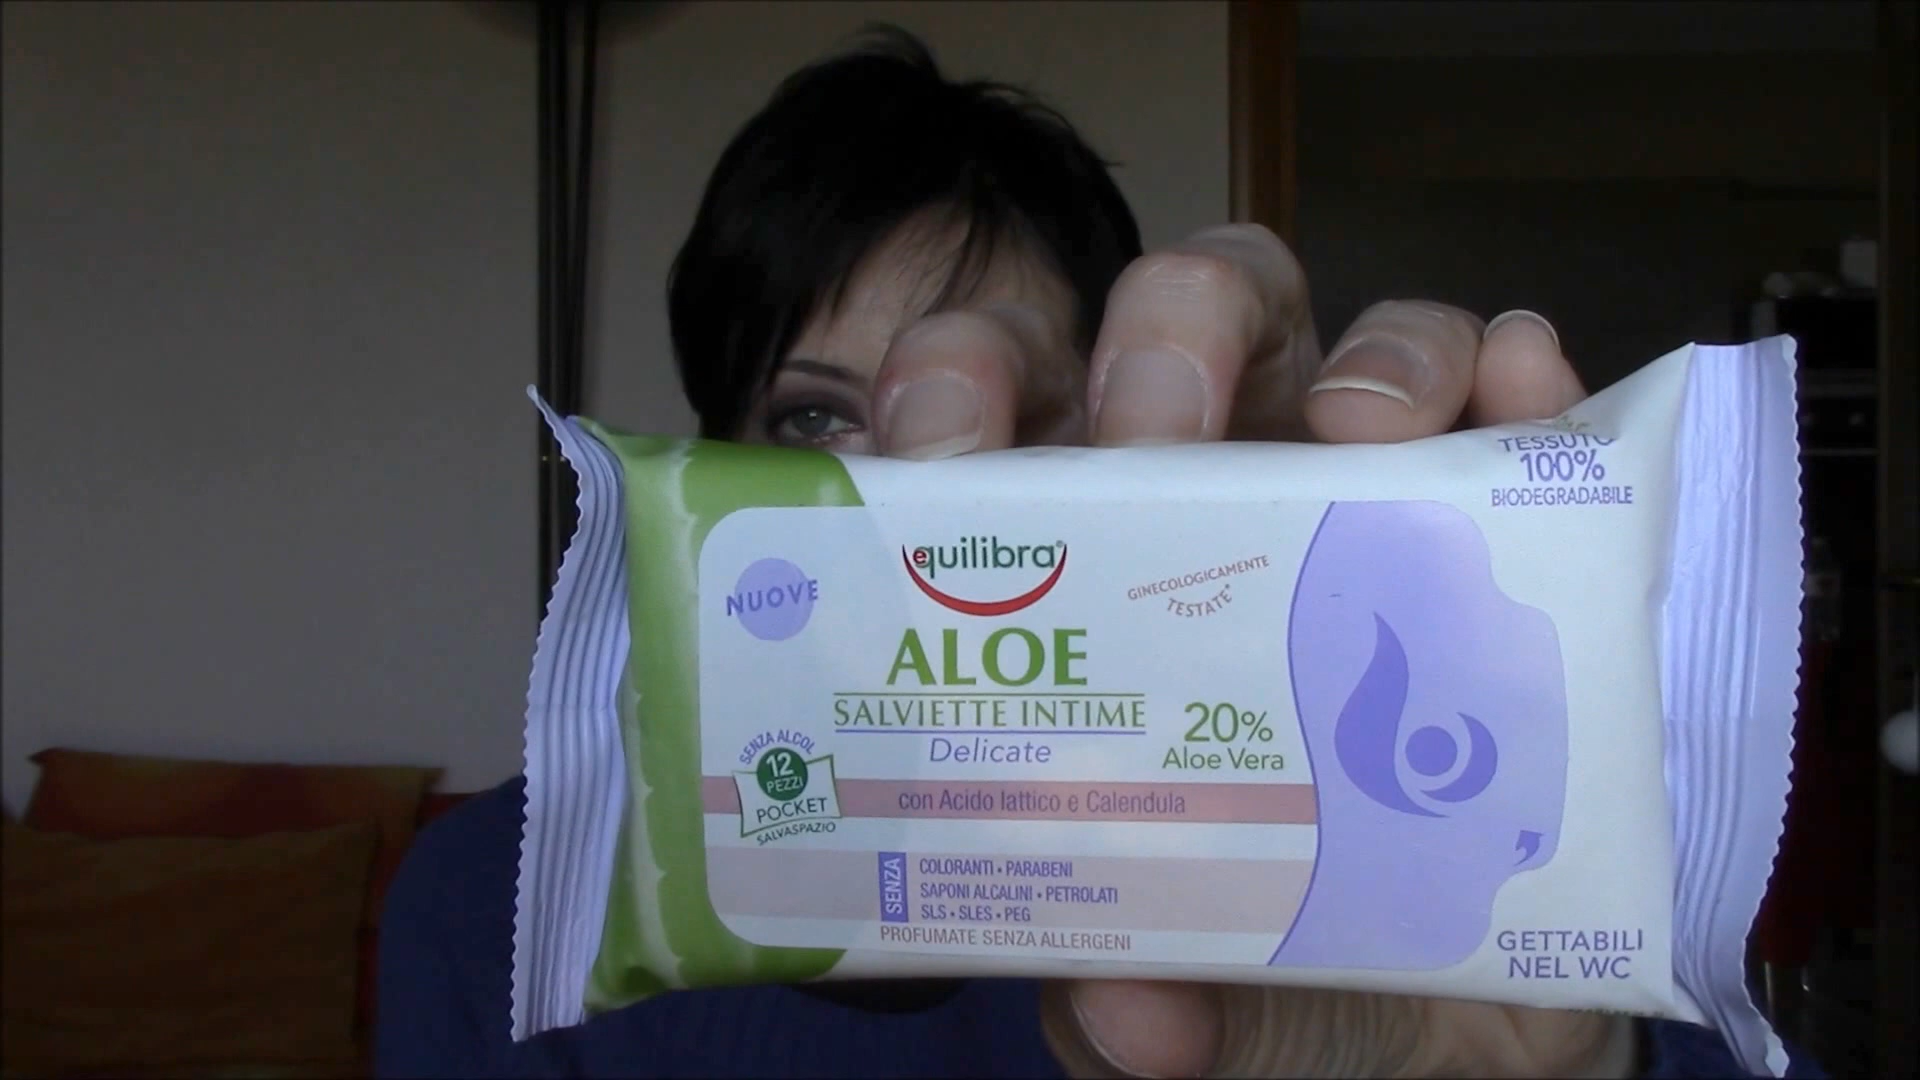 TESSUTO
100%
BIODEGRADABILE
equilibra®
NUOVE
GINECOLOGICAMENTE
TESTATE*
ALOE
SALVIETTE INTIME
Delicate
20%
Aloe Vera
SENZA ALCOL
12
PEZZI
POCKET
SALVASPAZIO
con Acido lattico e Calendula
SENZA
COLORANTI • PARABENI
SAPONI ALCALINI • PETROLATI
SLS • SLES • PEG
PROFUMATE SENZA ALLERGENI
GETTABILI
NEL WC